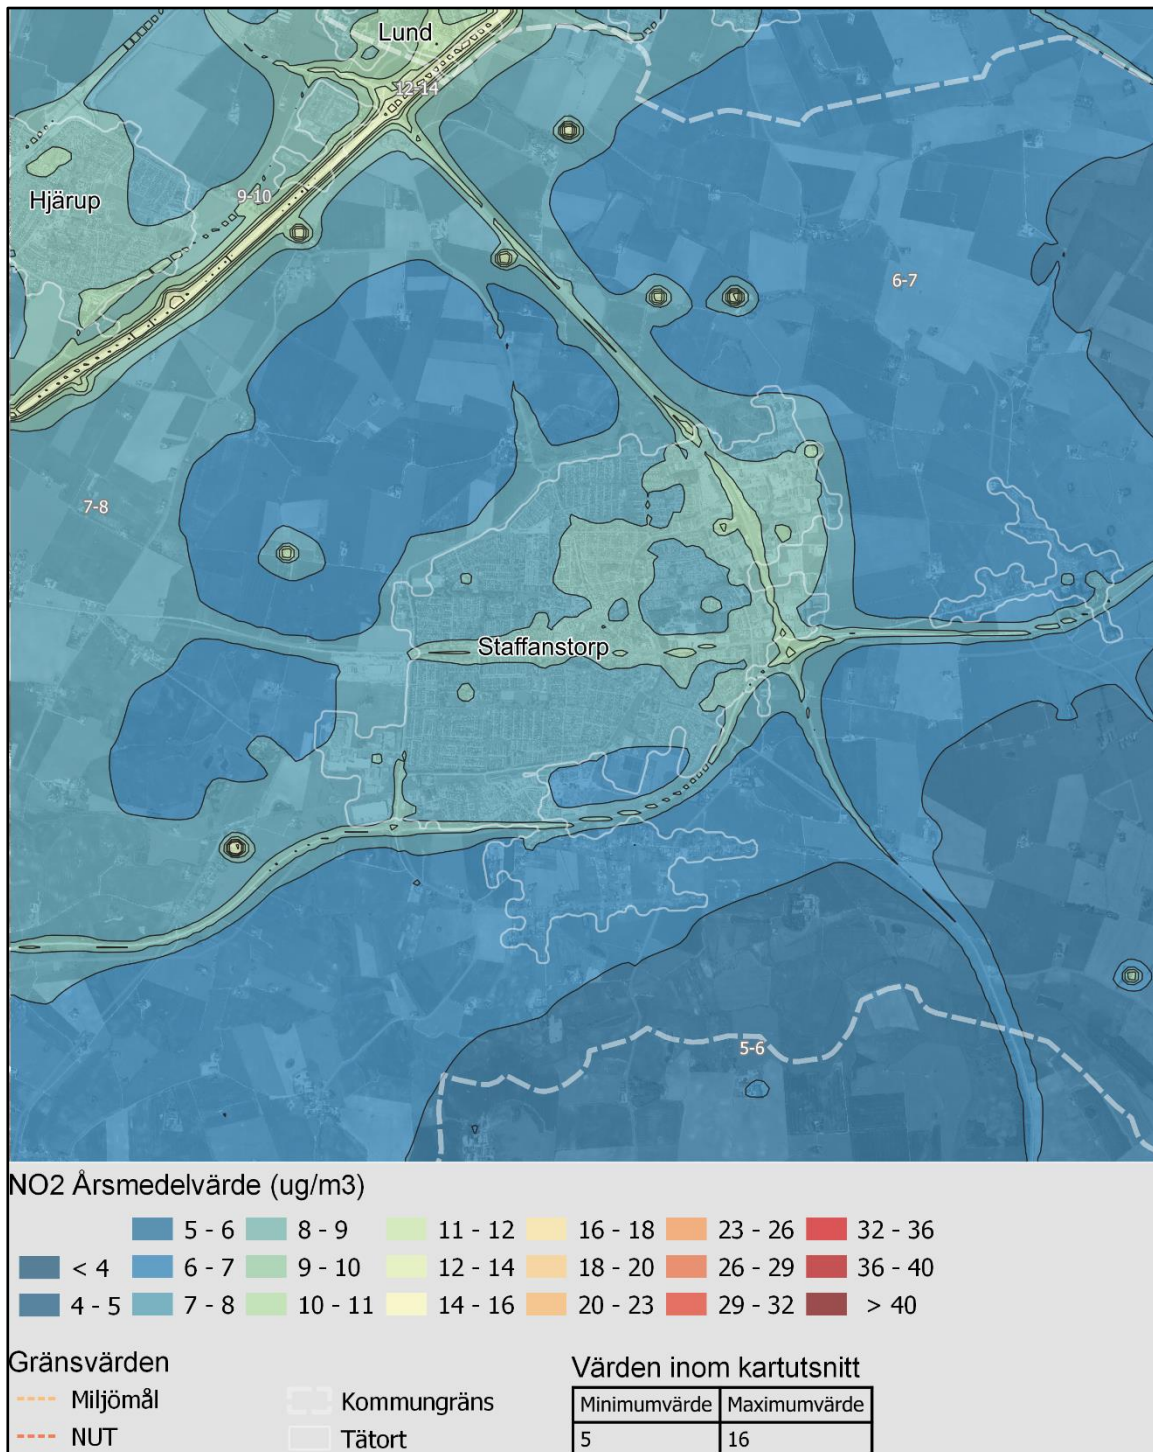 Lund
12-14
Hjärup
9-10
6-7
7-8
Staffanstorp
5-6
NO2 Årsmedelvärde (ug/m3)
5 - 6 8 - 9 11 - 12 16 - 18 23 - 26 32 - 36
< 4 6 - 7 9 - 10 12 - 14 18 - 20 26 - 29 36 - 40
4 - 5 7 - 8 10 - 11 14 - 16 20 - 23 29 - 32 > 40
Gränsvärden
Värden inom kartutsnitt
Miljömål Kommungräns Minimumvärde Maximumvärde
NUT Tätort 5 16